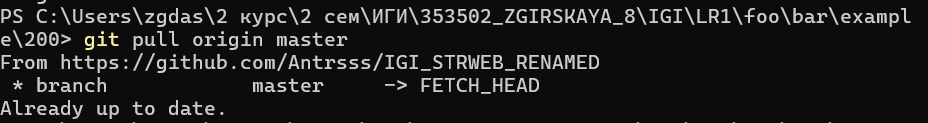 PS C:\Users\zgdas\2 курс\2 сем\ИГИ\353502_ZGIRSKAYA_8\IGI\LR1\foo\bar\exampl
e\200> git pull origin master
From https://github.com/Antrsss/IGI_STRWEB_RENAMED
 * branch            master     -> FETCH_HEAD
Already up to date.